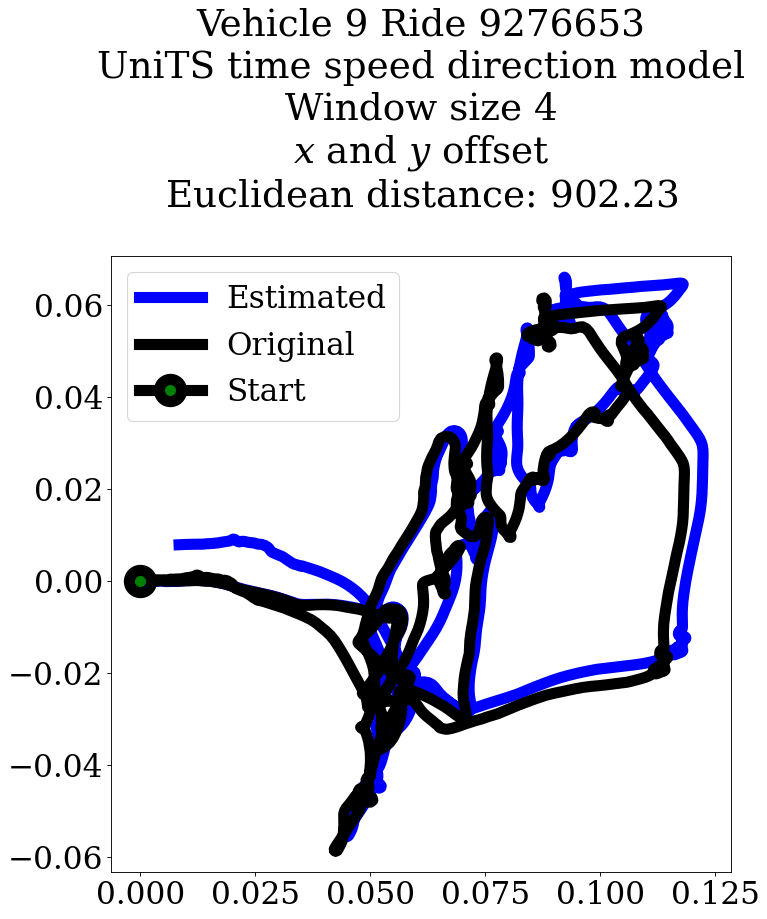 Vehicle 9 Ride 9276653
UniTS time speed direction model
Window size 4
x and y offset
Euclidean distance: 902.23
Estimated
Original
Start
0.06
0.04
0.02
0.00
−0.02
−0.04
−0.06
0.000 0.025 0.050 0.075 0.100 0.125